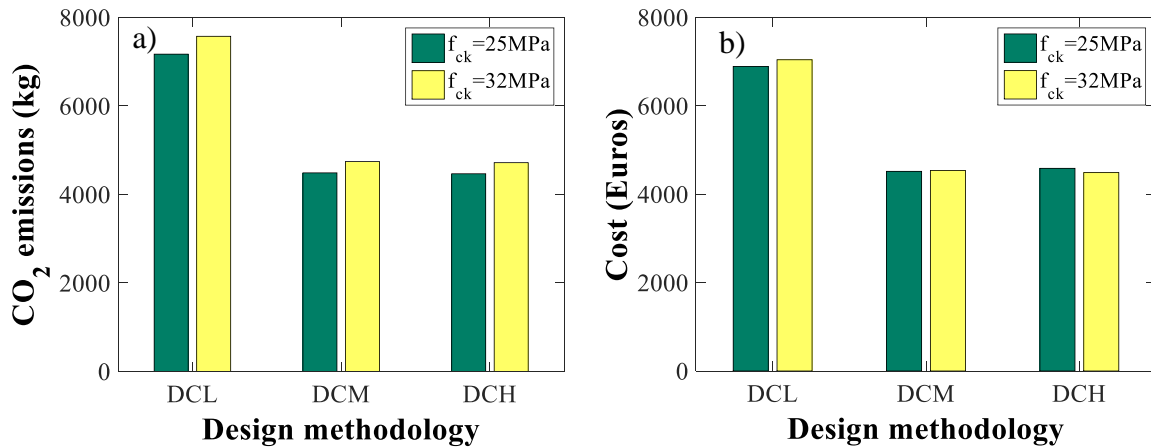 a)
8000
6000
4000
2000
0
CO2 emissions (kg)
f_ck=25MPa
f_ck=32MPa
DCL DCM DCH
Design methodology
b)
8000
6000
4000
2000
0
Cost (Euros)
f_ck=25MPa
f_ck=32MPa
DCL DCM DCH
Design methodology